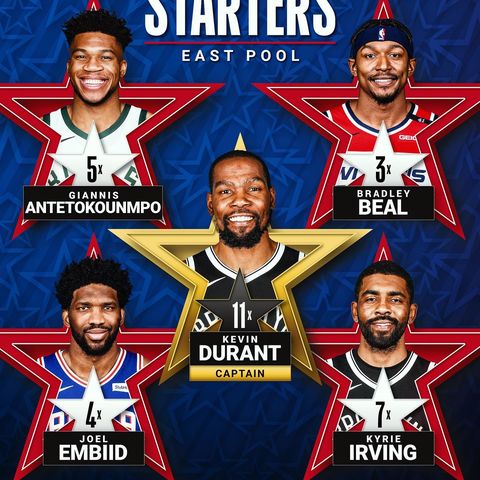 STARTERS
EAST POOL
5x
GIANNIS
ANTETOKOUNMPO
3x
BRADLEY
BEAL
GEICO
11x
KEVIN
DURANT
CAPTAIN
4x
JOEL
EMBIID
7x
KYRIE
IRVING